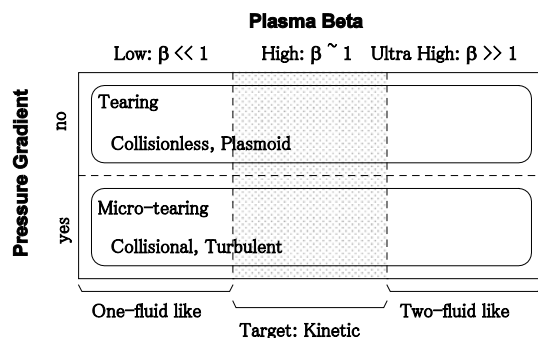 Plasma Beta
Low: β << 1 High: β ~ 1 Ultra High: β >> 1
Pressure Gradient
no
Tearing
Collisionless, Plasmoid
yes
Micro-tearing
Collisional, Turbulent
One-fluid like Two-fluid like
Target: Kinetic